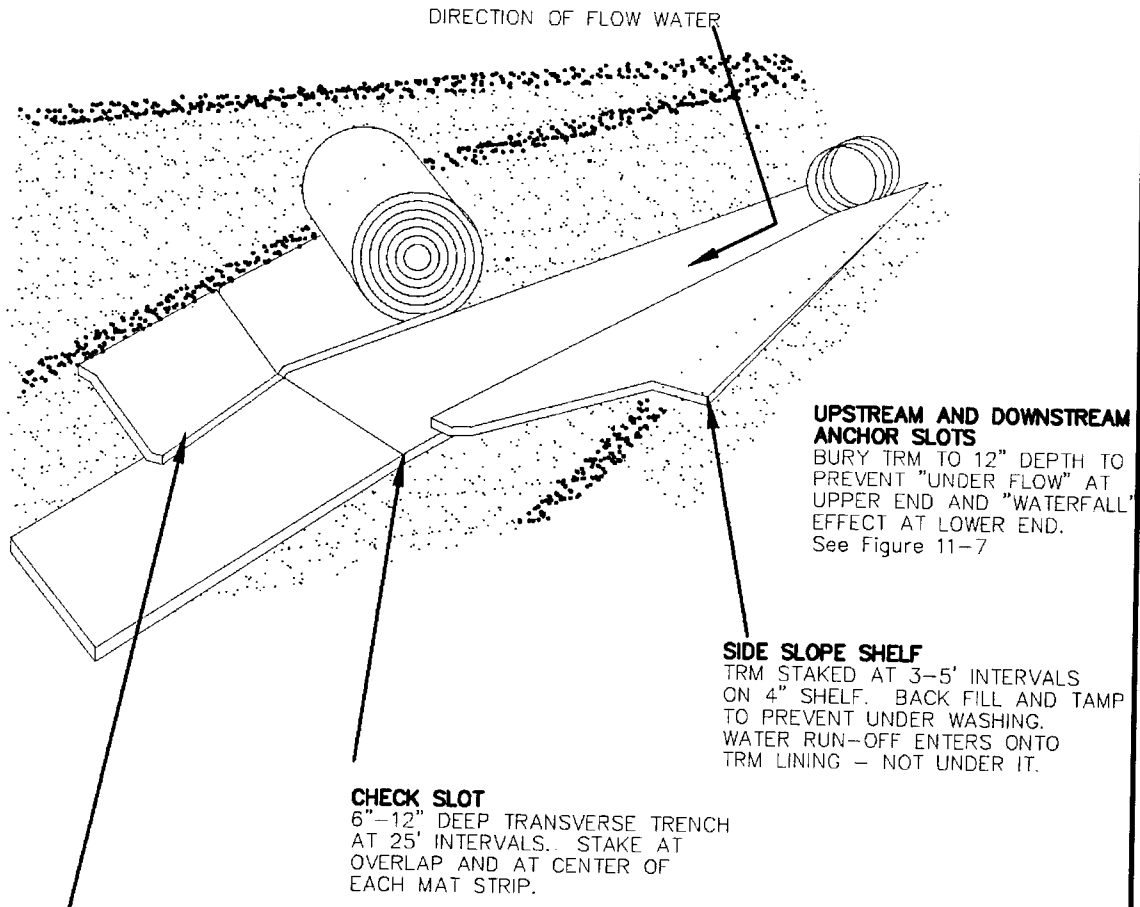 DIRECTION OF FLOW WATER
UPSTREAM AND DOWNSTREAM
ANCHOR SLOTS
BURY TRM TO 12" DEPTH TO
PREVENT "UNDER FLOW" AT
UPPER END AND "WATERFALL"
EFFECT AT LOWER END.
See Figure 11-7
SIDE SLOPE SHELF
TRM STAKED AT 3-5' INTERVALS
ON 4" SHELF. BACK FILL AND TAMP
TO PREVENT UNDER WASHING.
WATER RUN-OFF ENTERS ONTO
TRM LINING - NOT UNDER IT.
CHECK SLOT
6"-12" DEEP TRANSVERSE TRENCH
AT 25' INTERVALS. STAKE AT
OVERLAP AND AT CENTER OF
EACH MAT STRIP.